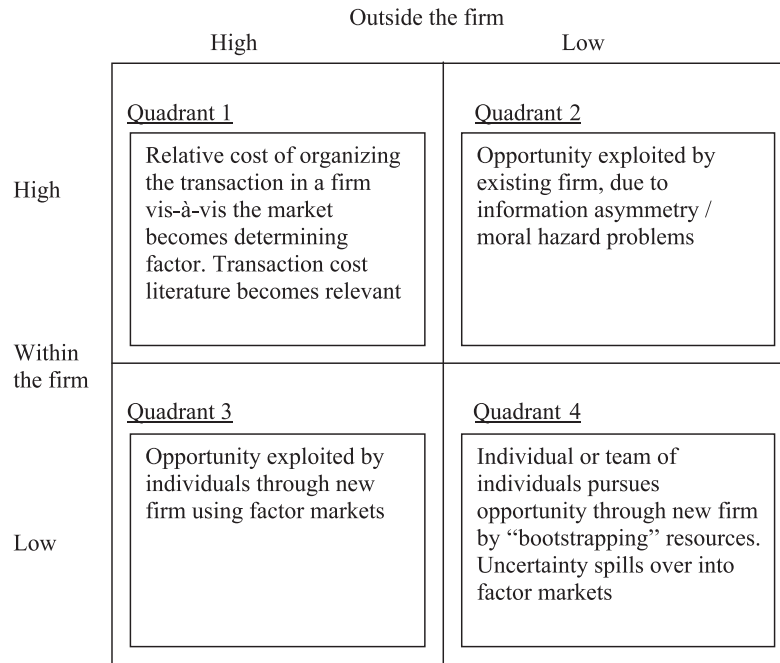 Outside the firm
High Low
Quadrant 1
Relative cost of organizing
the transaction in a firm
vis-à-vis the market
becomes determining
factor. Transaction cost
literature becomes relevant
Quadrant 2
Opportunity exploited by
existing firm, due to
information asymmetry /
moral hazard problems
High
Within
the firm
Quadrant 3
Opportunity exploited by
individuals through new
firm using factor markets
Quadrant 4
Individual or team of
individuals pursues
opportunity through new firm
by “bootstrapping” resources.
Uncertainty spills over into
factor markets
Low